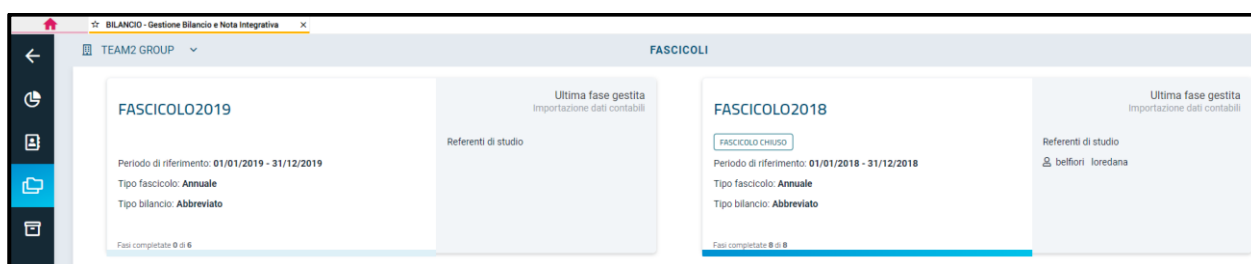 BILANCIO - Gestione Bilancio e Nota Integrativa
TEAM2 GROUP
FASCICOLI
FASCICOLO2019
Ultima fase gestita
Importazione dati contabili
Referenti di studio
Periodo di riferimento: 01/01/2019 - 31/12/2019
Tipo fascicolo: Annuale
Tipo bilancio: Abbreviato
Fasi completate 0 di 6
FASCICOLO2018
Ultima fase gestita
Importazione dati contabili
FASCICOLO CHIUSO
Referenti di studio
Periodo di riferimento: 01/01/2018 - 31/12/2018
belfiori loredana
Tipo fascicolo: Annuale
Tipo bilancio: Abbreviato
Fasi completate 8 di 8